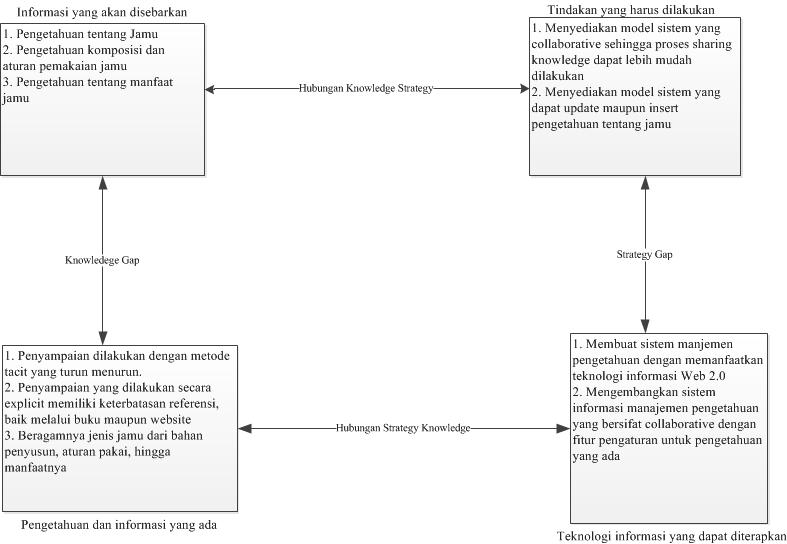 Informasi yang akan disebarkan
1. Pengetahuan tentang Jamu
2. Pengetahuan komposisi dan
aturan pemakaian jamu
3. Pengetahuan tentang manfaat
jamu
Hubungan Knowledge Strategy
Tindakan yang harus dilakukan
1. Menyediakan model sistem yang
collaborative sehingga proses sharing
knowledge dapat lebih mudah
dilakukan
2. Menyediakan model sistem yang
dapat update maupun insert
pengetahuan tentang jamu
Knowledege Gap
Strategy Gap
1. Penyampaian dilakukan dengan metode
tacit yang turun menurun.
2. Penyampaian yang dilakukan secara
explicit memiliki keterbatasan referensi,
baik melalui buku maupun website
3. Beragamnya jenis jamu dari bahan
penyusun, aturan pakai, hingga
manfaatnya
Pengetahuan dan informasi yang ada
Hubungan Strategy Knowledge
1. Membuat sistem manjemen
pengetahuan dengan memanfaatkan
teknologi informasi Web 2.0
2. Mengembangkan sistem
informasi manajemen pengetahuan
yang bersifat collaborative dengan
fitur pengaturan untuk pengetahuan
yang ada
Teknologi informasi yang dapat diterapkan